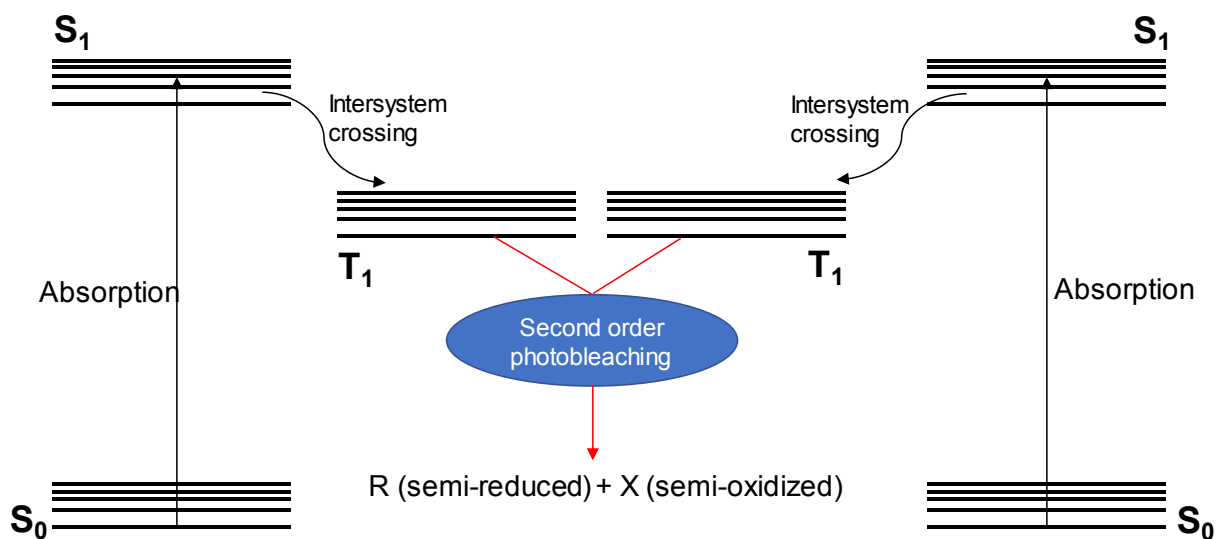 S1
S1
Intersystem
crossing
Intersystem
crossing
T1
T1
Absorption
Absorption
Second order
photobleaching
R (semi-reduced) + X (semi-oxidized)
S0
S0